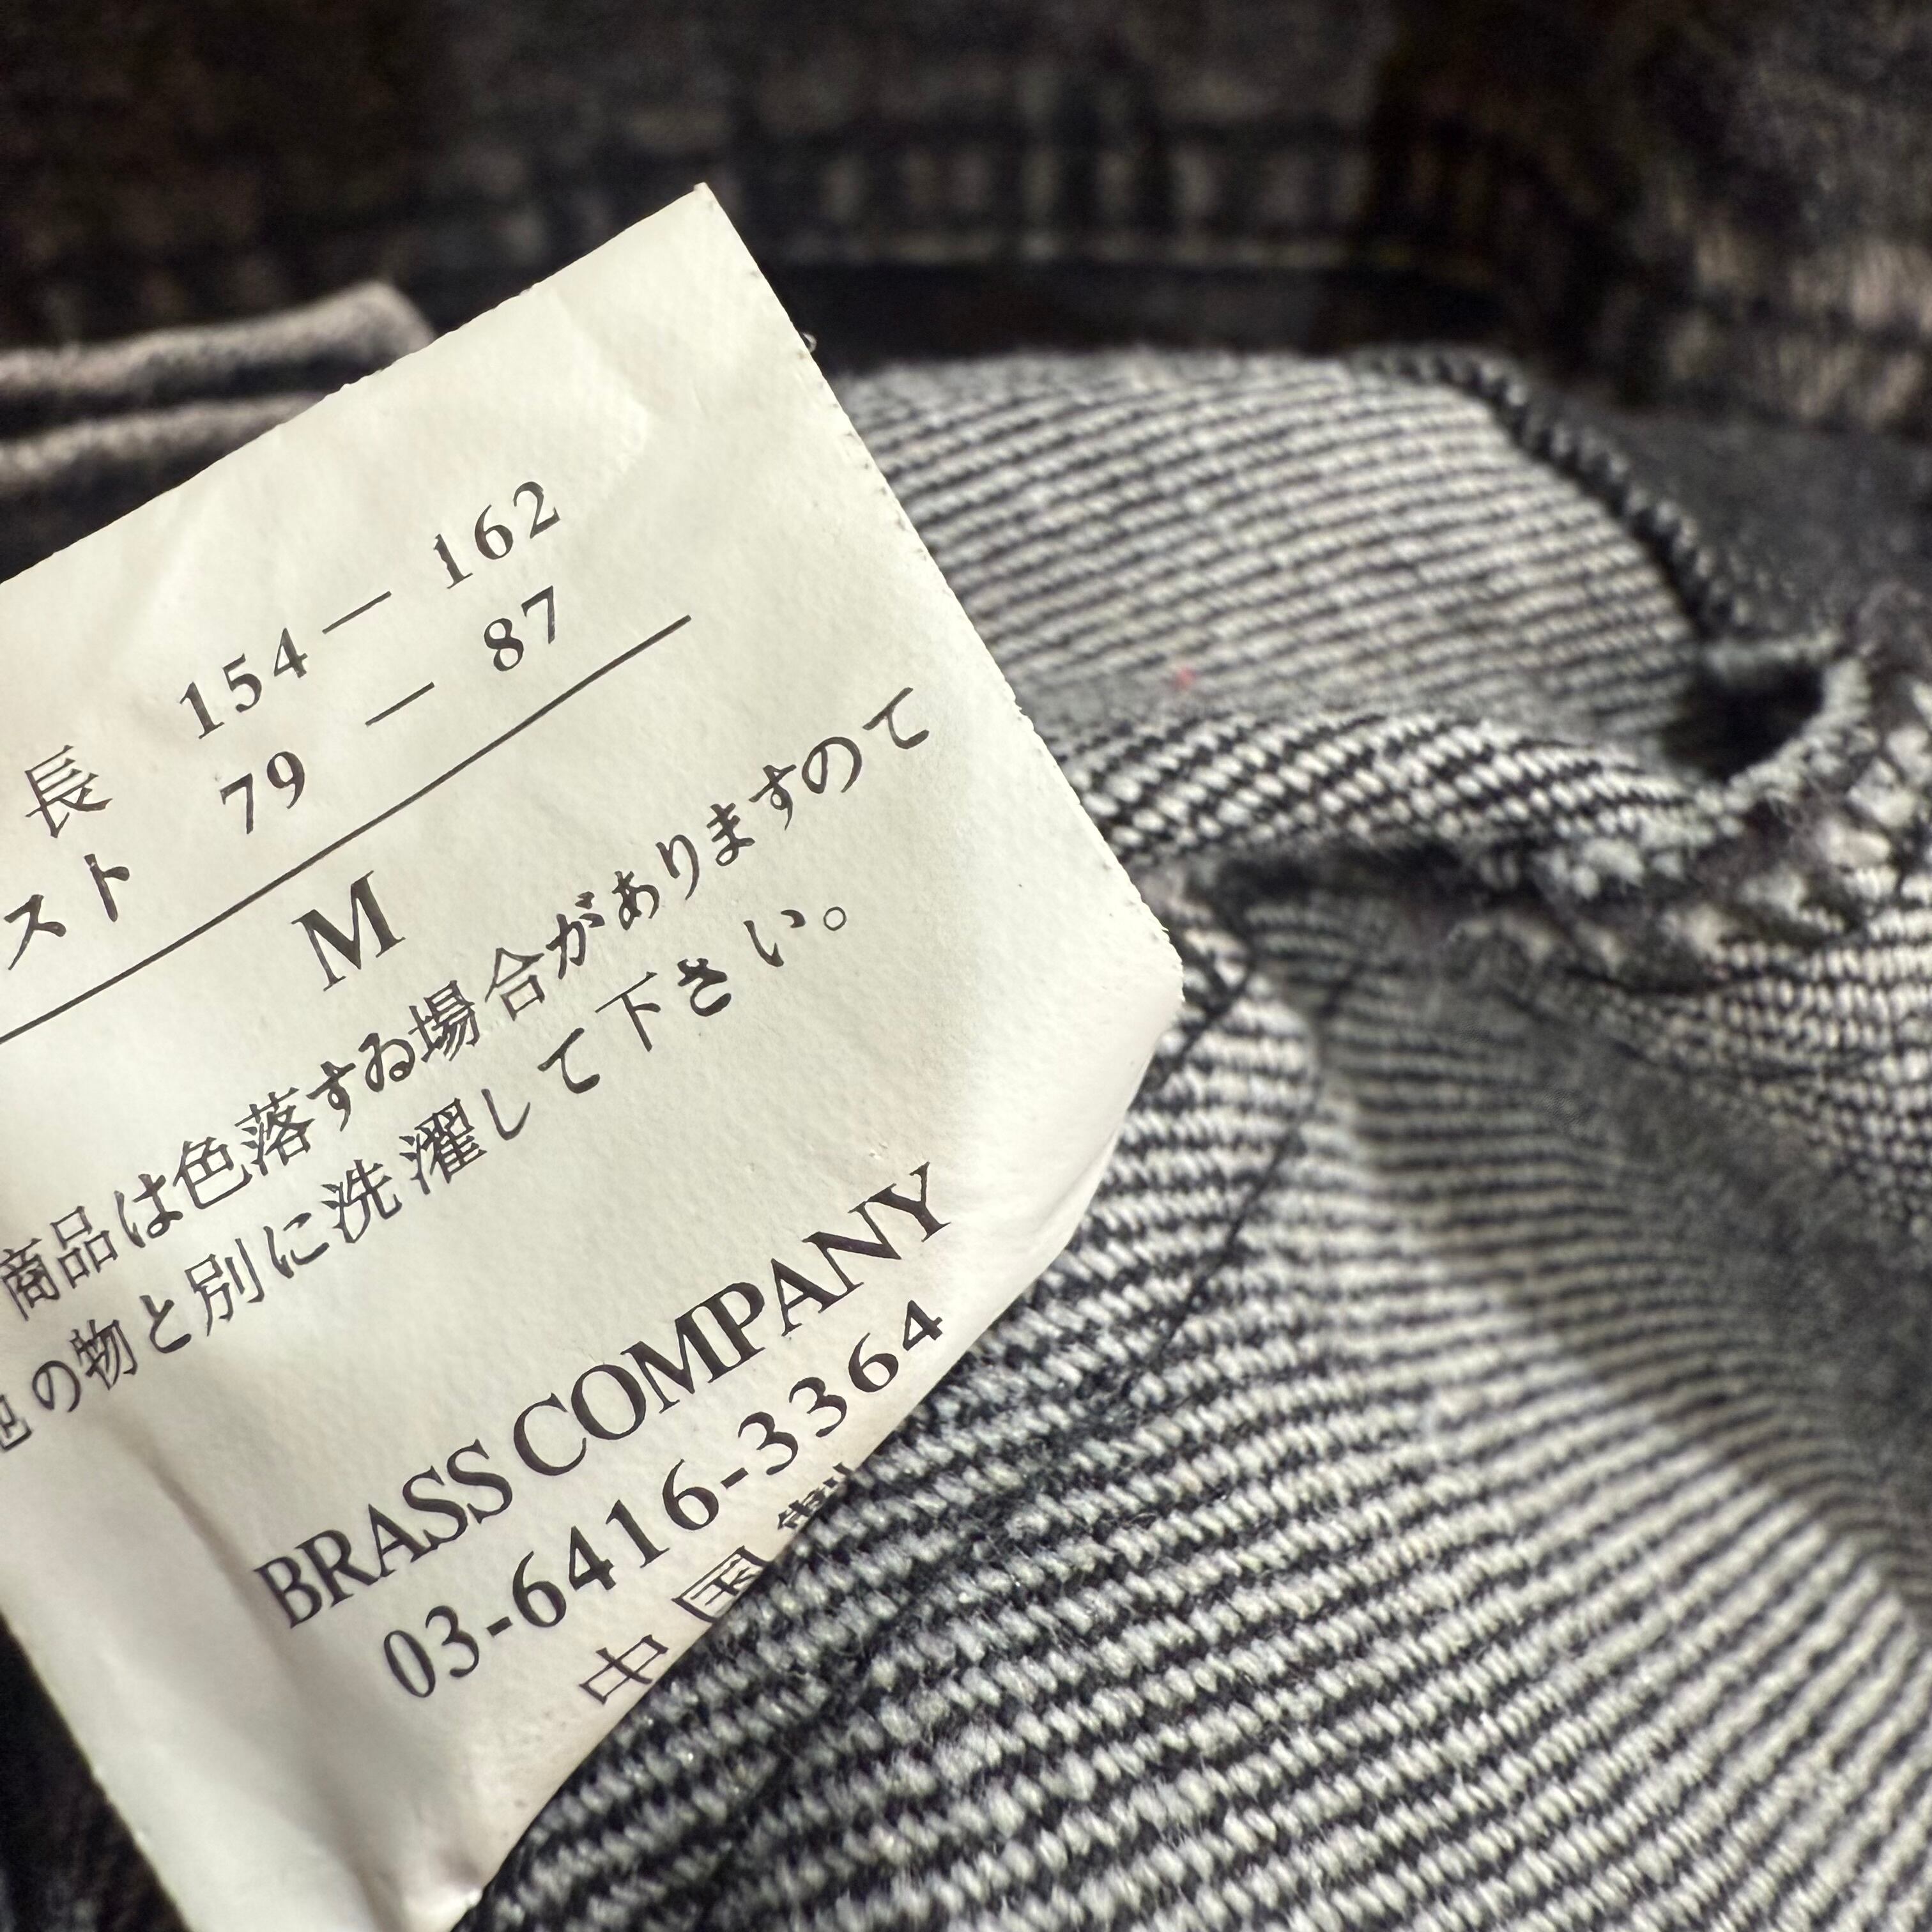 長 154 — 162
スト 79 — 87
M
商品は色落する場合がありますので
色の物と別に洗濯して下さい。
BRASS COMPANY
03-6416-3364
中国製